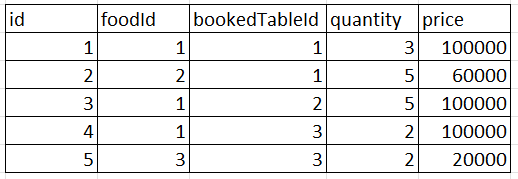 id foodId bookedTableId quantity price
1 1 1 3 100000
2 2 1 5 60000
3 1 2 5 100000
4 1 3 2 100000
5 3 3 2 20000